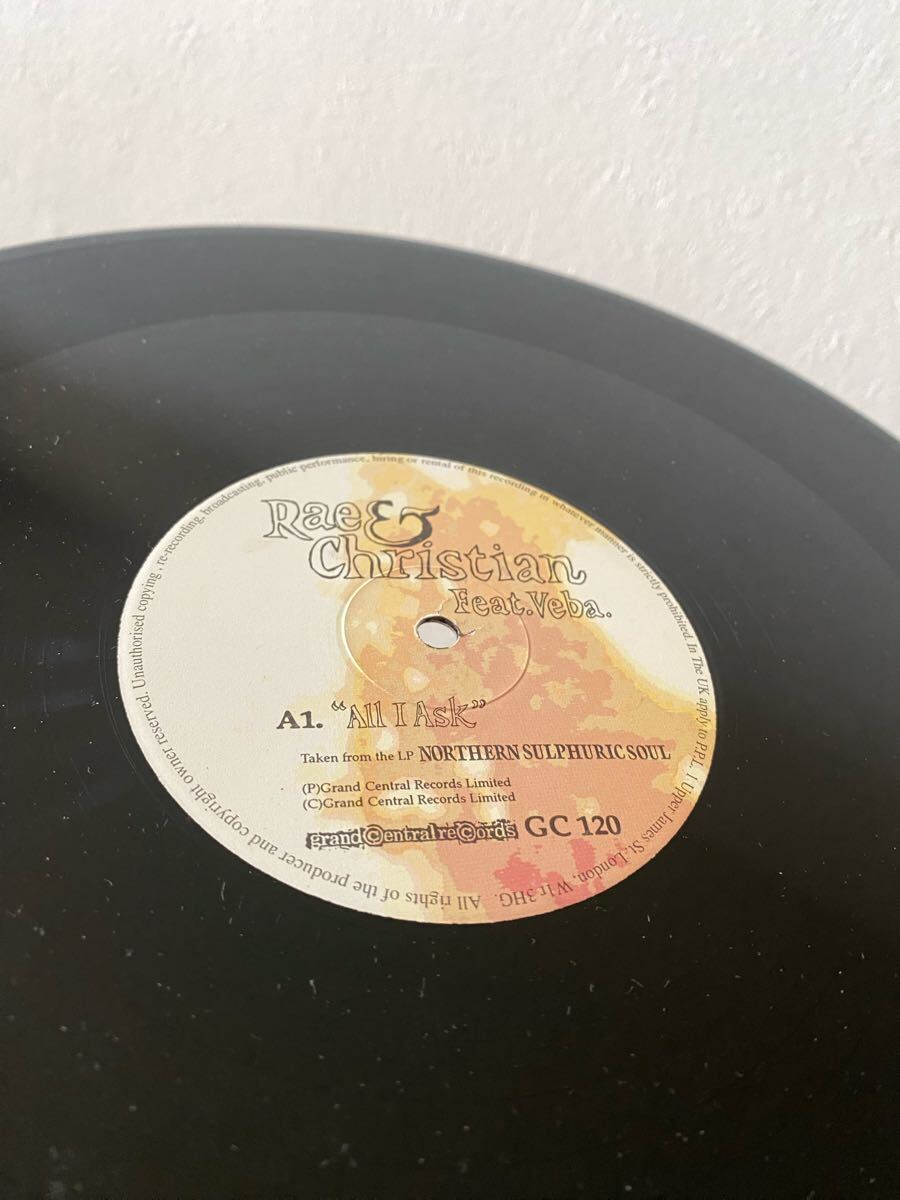 Rae &
Christian
Feat.Veba.
A1. “All I Ask”
Taken from the LP NORTHERN SULPHURIC SOUL
(P)Grand Central Records Limited
(C)Grand Central Records Limited
grand©entralre©ords GC 120
All rights of the producer and copyright owner reserved. Unauthorised copying , re-recording, broadcasting, public performance, hiring or rental of this recording in whatever manner is strictly prohibited. In The UK apply to P.P.L. 1 Upper James St. London. W1r 3HG.